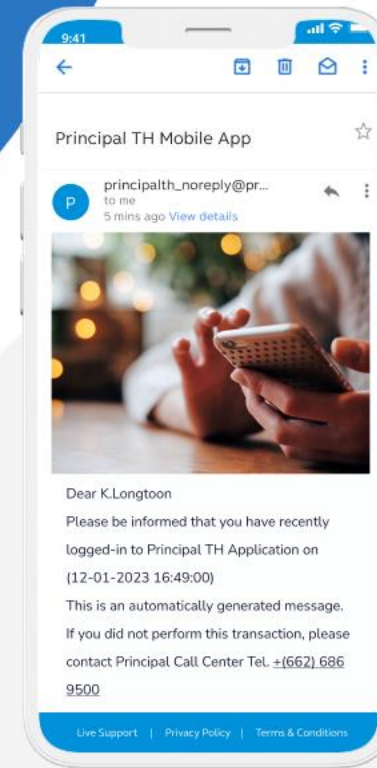 9:41
Principal TH Mobile App
P
principalth_noreply@pr...
to me
5 mins ago View details
Dear K.Longtoon
Please be informed that you have recently
logged-in to Principal TH Application on
(12-01-2023 16:49:00)
This is an automatically generated message.
If you did not perform this transaction, please
contact Principal Call Center Tel. +(662) 686
9500
Live Support | Privacy Policy | Terms & Conditions